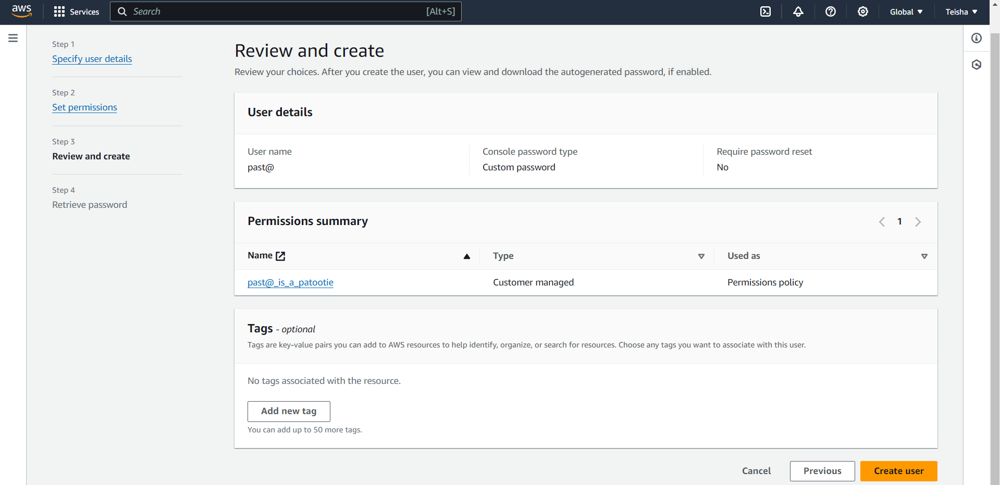 aws Services Search [Alt+S] Global Teisha
Step 1
Specify user details
Step 2
Set permissions
Step 3
Review and create
Step 4
Retrieve password
Review and create
Review your choices. After you create the user, you can view and download the autogenerated password, if enabled.
User details
User name Console password type Require password reset
past@ Custom password No
Permissions summary 1
Name Type Used as
past@_is_a_patootie Customer managed Permissions policy
Tags - optional
Tags are key-value pairs you can add to AWS resources to help identify, organize, or search for resources. Choose any tags you want to associate with this user.
No tags associated with the resource.
Add new tag
You can add up to 50 more tags.
Cancel Previous Create user